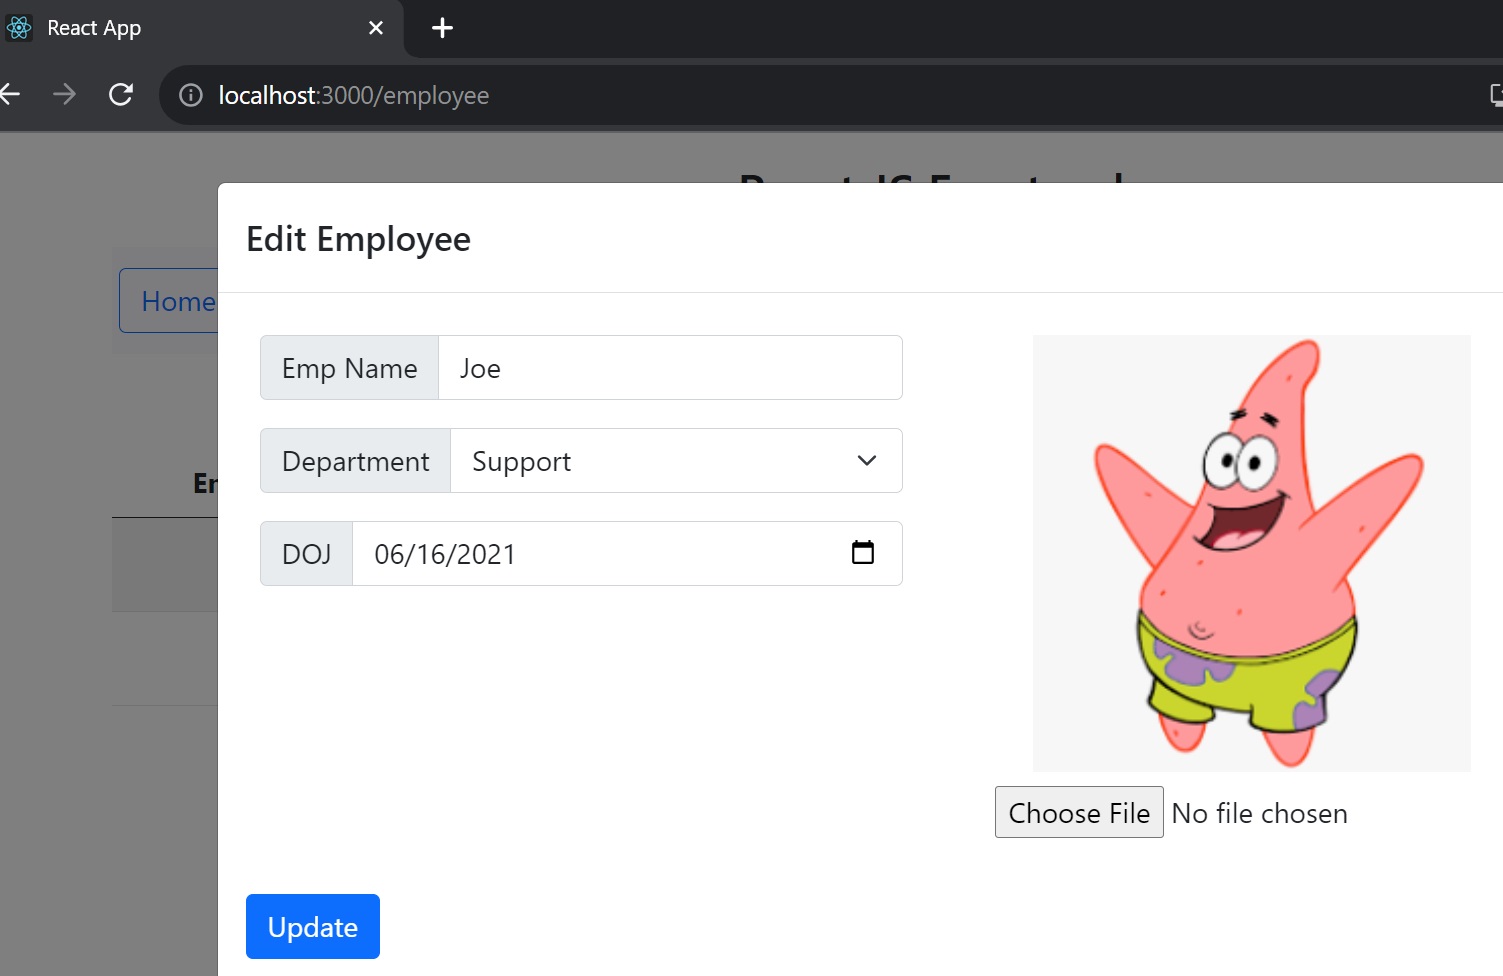 React App
localhost:3000/employee
Edit Employee
Home
Emp Name Joe
Department Support
DOJ 06/16/2021
Choose File No file chosen
Update